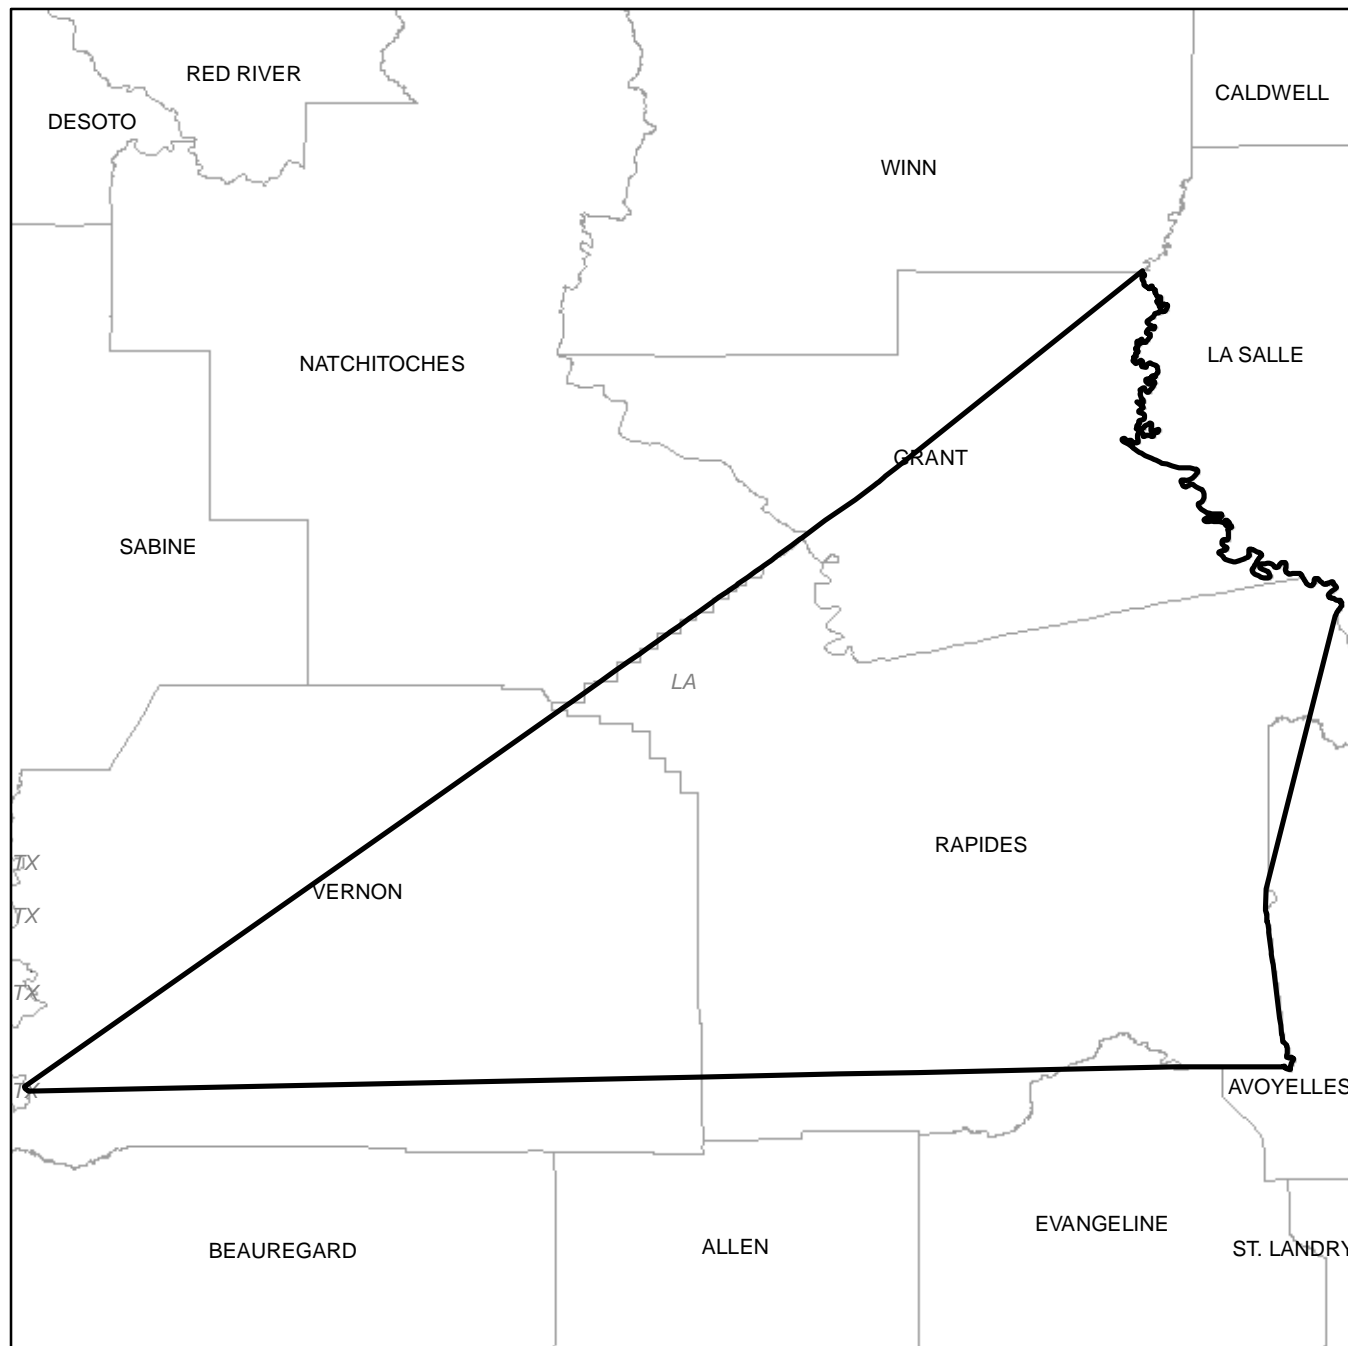 RED RIVER
CALDWELL
DESOTO
WINN
LA SALLE
NATCHITOCHES
GRANT
SABINE
LA
RAPIDES
TX
VERNON
TX
TX
TX
AVOYELLES
EVANGELINE
ALLEN
ST. LANDRY
BEAUREGARD